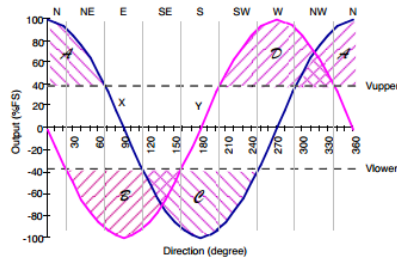 N NE E SE S SW W NW N
100
80
60
40
20
0
-20
-40
-60
-80
-100
Output (%FS)
A
X
Y
D
A
B
C
Vupper
Vlower
30 60 90 120 150 180 210 240 270 300 330 360
Direction (degree)